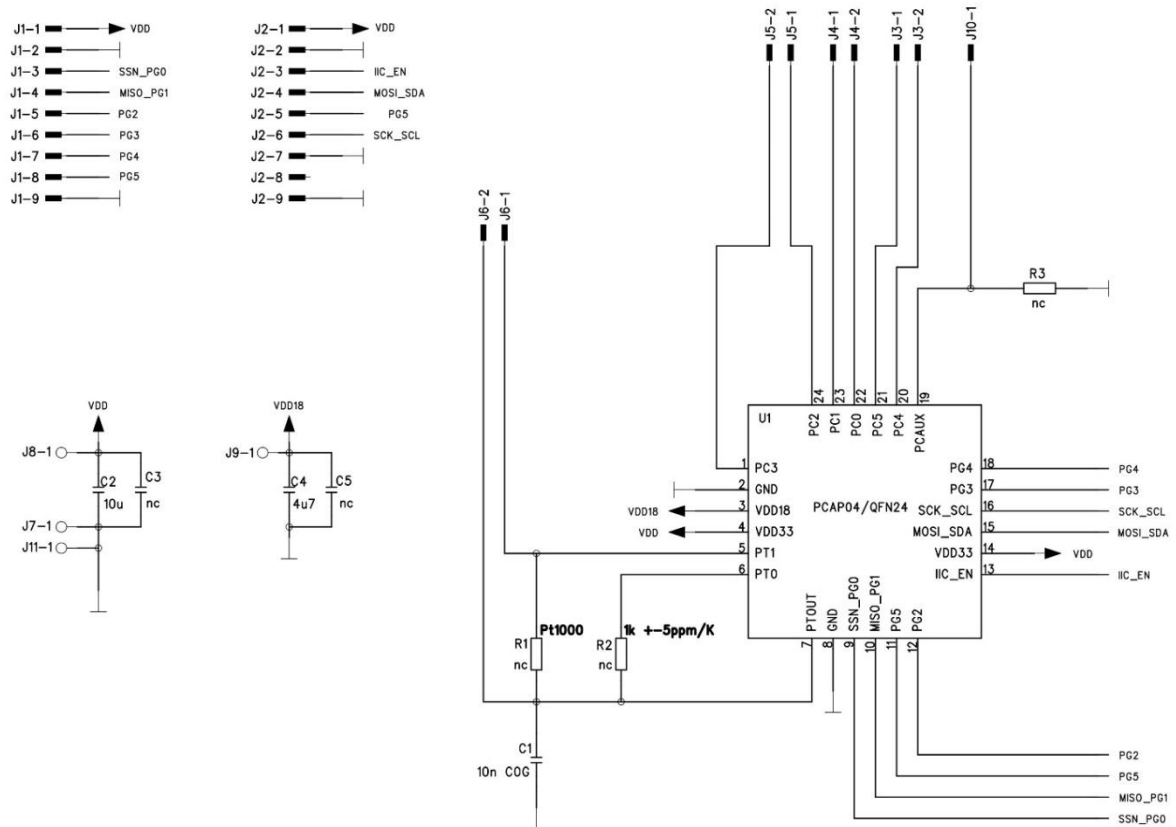 J1-1 VDD
J1-2
J1-3 SSN_PG0
J1-4 MISO_PG1
J1-5 PG2
J1-6 PG3
J1-7 PG4
J1-8 PG5
J1-9
J2-1 VDD
J2-2
J2-3 IIC_EN
J2-4 MOSI_SDA
J2-5 PG5
J2-6 SCK_SCL
J2-7
J2-8
J2-9
J5-2
J5-1
J4-1
J4-2
J3-1
J3-2
J10-1
J6-2
J6-1
R3
nc
VDD
J8-1
C2
10u
C3
nc
J7-1
J11-1
VDD18
J9-1
C4
4u7
C5
nc
U1
PCAP04/QFN24
24 PC2
23 PC1
22 PC0
21 PC5
20 PC4
19 PCAUX
1 PC3
2 GND
VDD18 3 VDD18
VDD 4 VDD33
5 PT1
6 PT0
PG4 18 PG4
PG3 17 PG3
SCK_SCL 16 SCK_SCL
MOSI_SDA 15 MOSI_SDA
VDD33 14 VDD
IIC_EN 13 IIC_EN
PTOUT 7
GND 8
SSN_PG0 9
MISO_PG1 10
PG5 11
PG2 12
Pt1000
R1
nc
1k +-5ppm/K
R2
nc
C1
10n COG
PG2
PG5
MISO_PG1
SSN_PG0